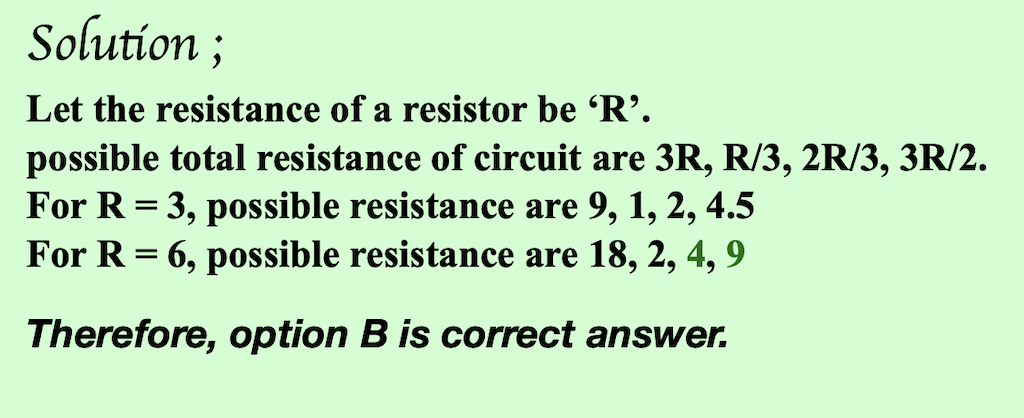 Solution ;
Let the resistance of a resistor be ‘R’.
possible total resistance of circuit are 3R, R/3, 2R/3, 3R/2.
For R = 3, possible resistance are 9, 1, 2, 4.5
For R = 6, possible resistance are 18, 2, 4, 9
Therefore, option B is correct answer.